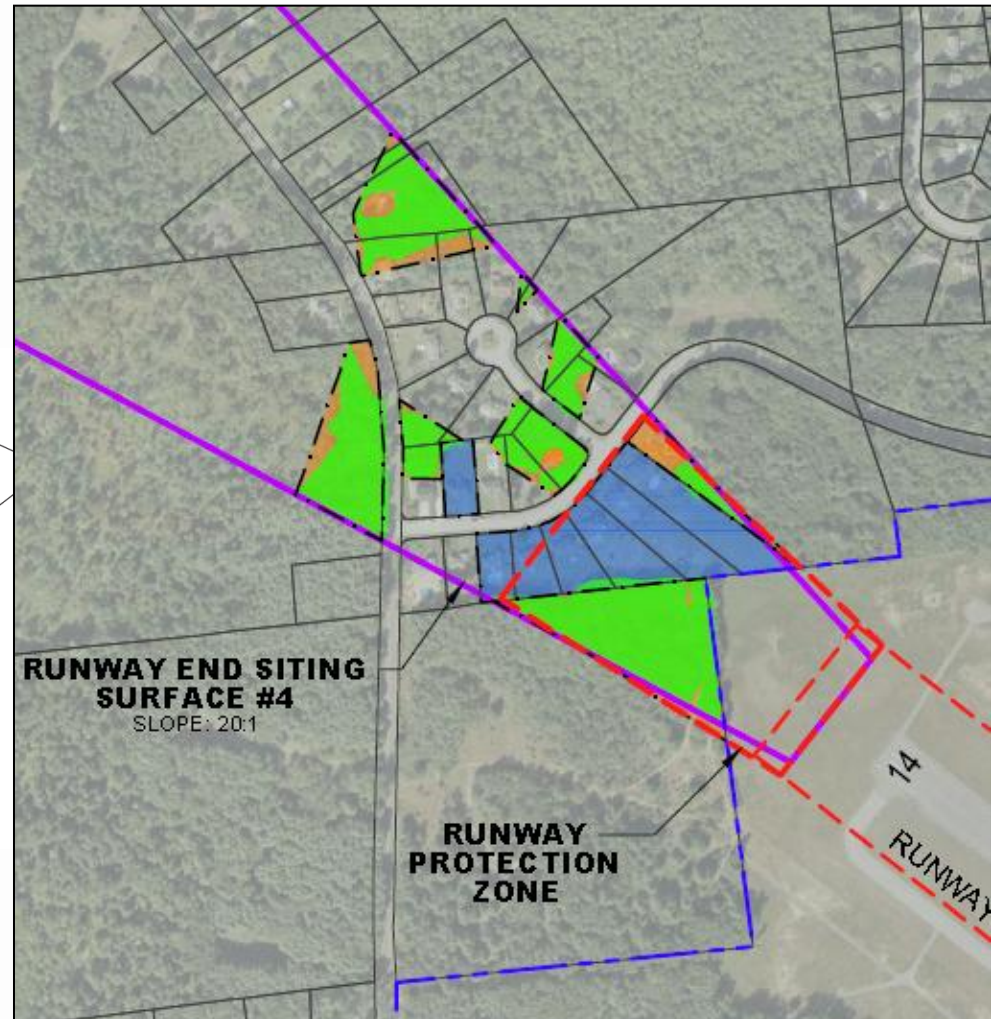 RUNWAY END SITING
SURFACE #4
SLOPE: 20:1
RUNWAY
PROTECTION
ZONE
14
RUNWAY